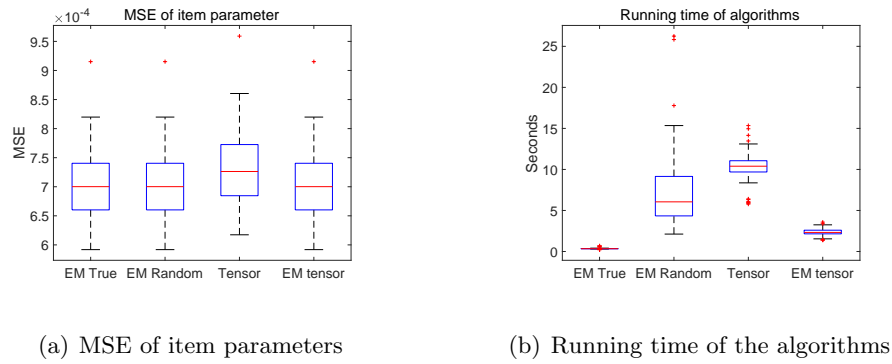 ×10⁻⁴
MSE of item parameter
9.5
9
8.5
8
7.5
7
6.5
6
MSE
EM True EM Random Tensor EM tensor
Running time of algorithms
25
20
15
10
5
0
Seconds
EM True EM Random Tensor EM tensor
(a) MSE of item parameters
(b) Running time of the algorithms